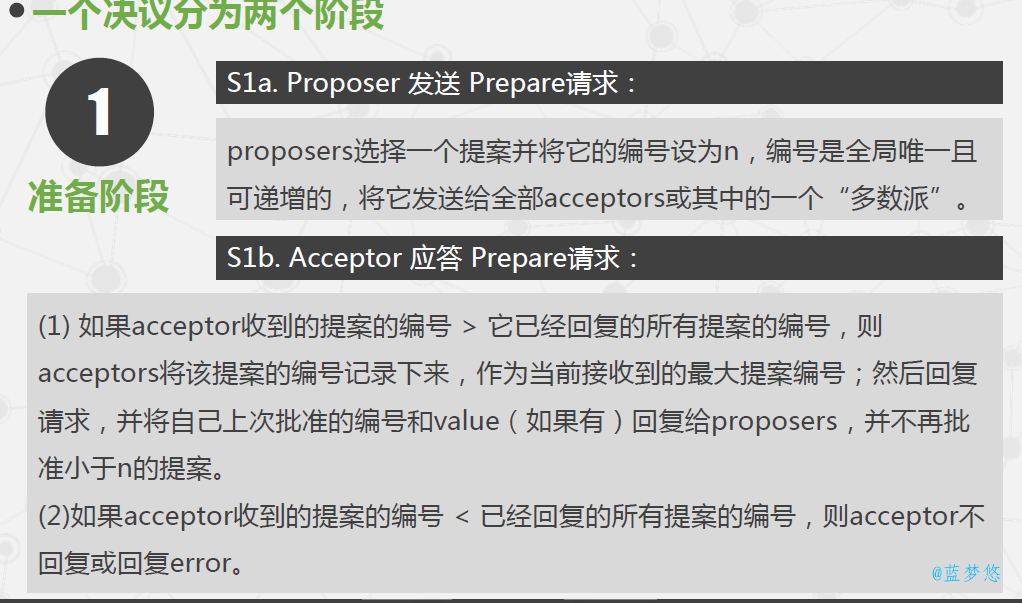 一个决议分为两个阶段
1
准备阶段
S1a. Proposer 发送 Prepare请求：
proposers选择一个提案并将它的编号设为n，编号是全局唯一且
可递增的，将它发送给全部acceptors或其中的一个“多数派”。
S1b. Acceptor 应答 Prepare请求：
(1) 如果acceptor收到的提案的编号 > 它已经回复的所有提案的编号，则
acceptors将该提案的编号记录下来，作为当前接收到的最大提案编号；然后回复
请求，并将自己上次批准的编号和value（如果有）回复给proposers，并不再批
准小于n的提案。
(2)如果acceptor收到的提案的编号 < 已经回复的所有提案的编号，则acceptor不
回复或回复error。
@蓝梦悠